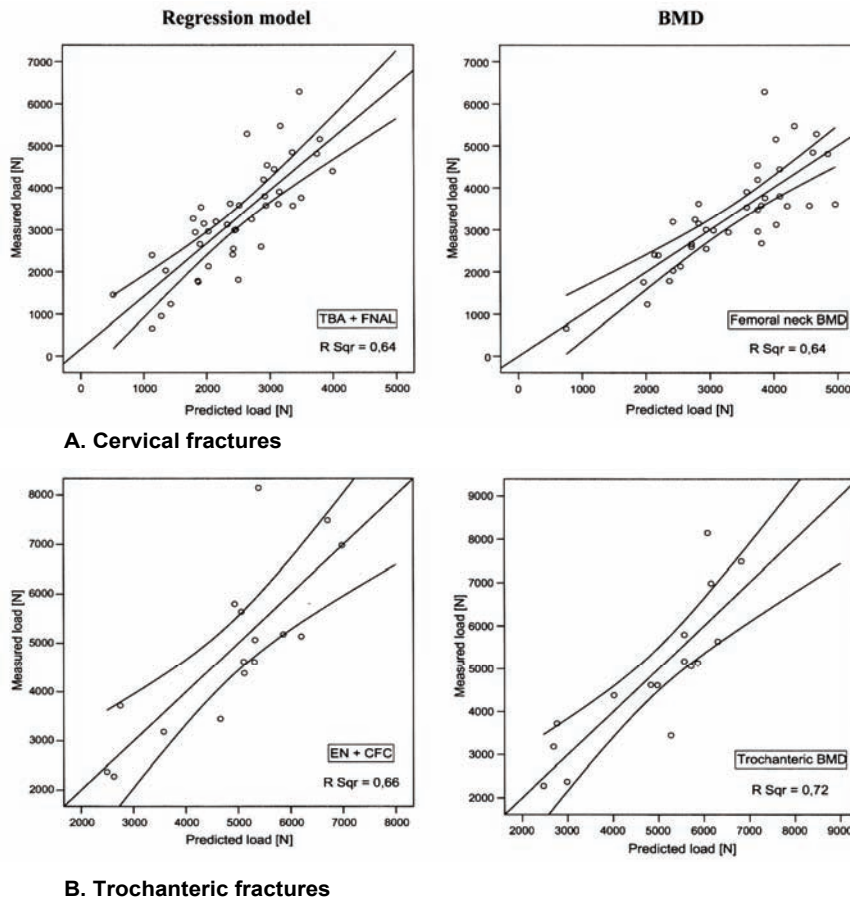 Regression model
BMD
Measured load [N]
7000
6000
5000
4000
3000
2000
1000
0
TBA + FNAL
R Sqr = 0,64
0 1000 2000 3000 4000 5000
Predicted load [N]
Measured load [N]
7000
6000
5000
4000
3000
2000
1000
0
Femoral neck BMD
R Sqr = 0,64
0 1000 2000 3000 4000 5000
Predicted load [N]
A. Cervical fractures
Measured load [N]
8000
7000
6000
5000
4000
3000
2000
EN + CFC
R Sqr = 0,66
2000 3000 4000 5000 6000 7000 8000
Predicted load [N]
Measured load [N]
9000
8000
7000
6000
5000
4000
3000
2000
Trochanteric BMD
R Sqr = 0,72
2000 3000 4000 5000 6000 7000 8000 9000
Predicted load [N]
B. Trochanteric fractures